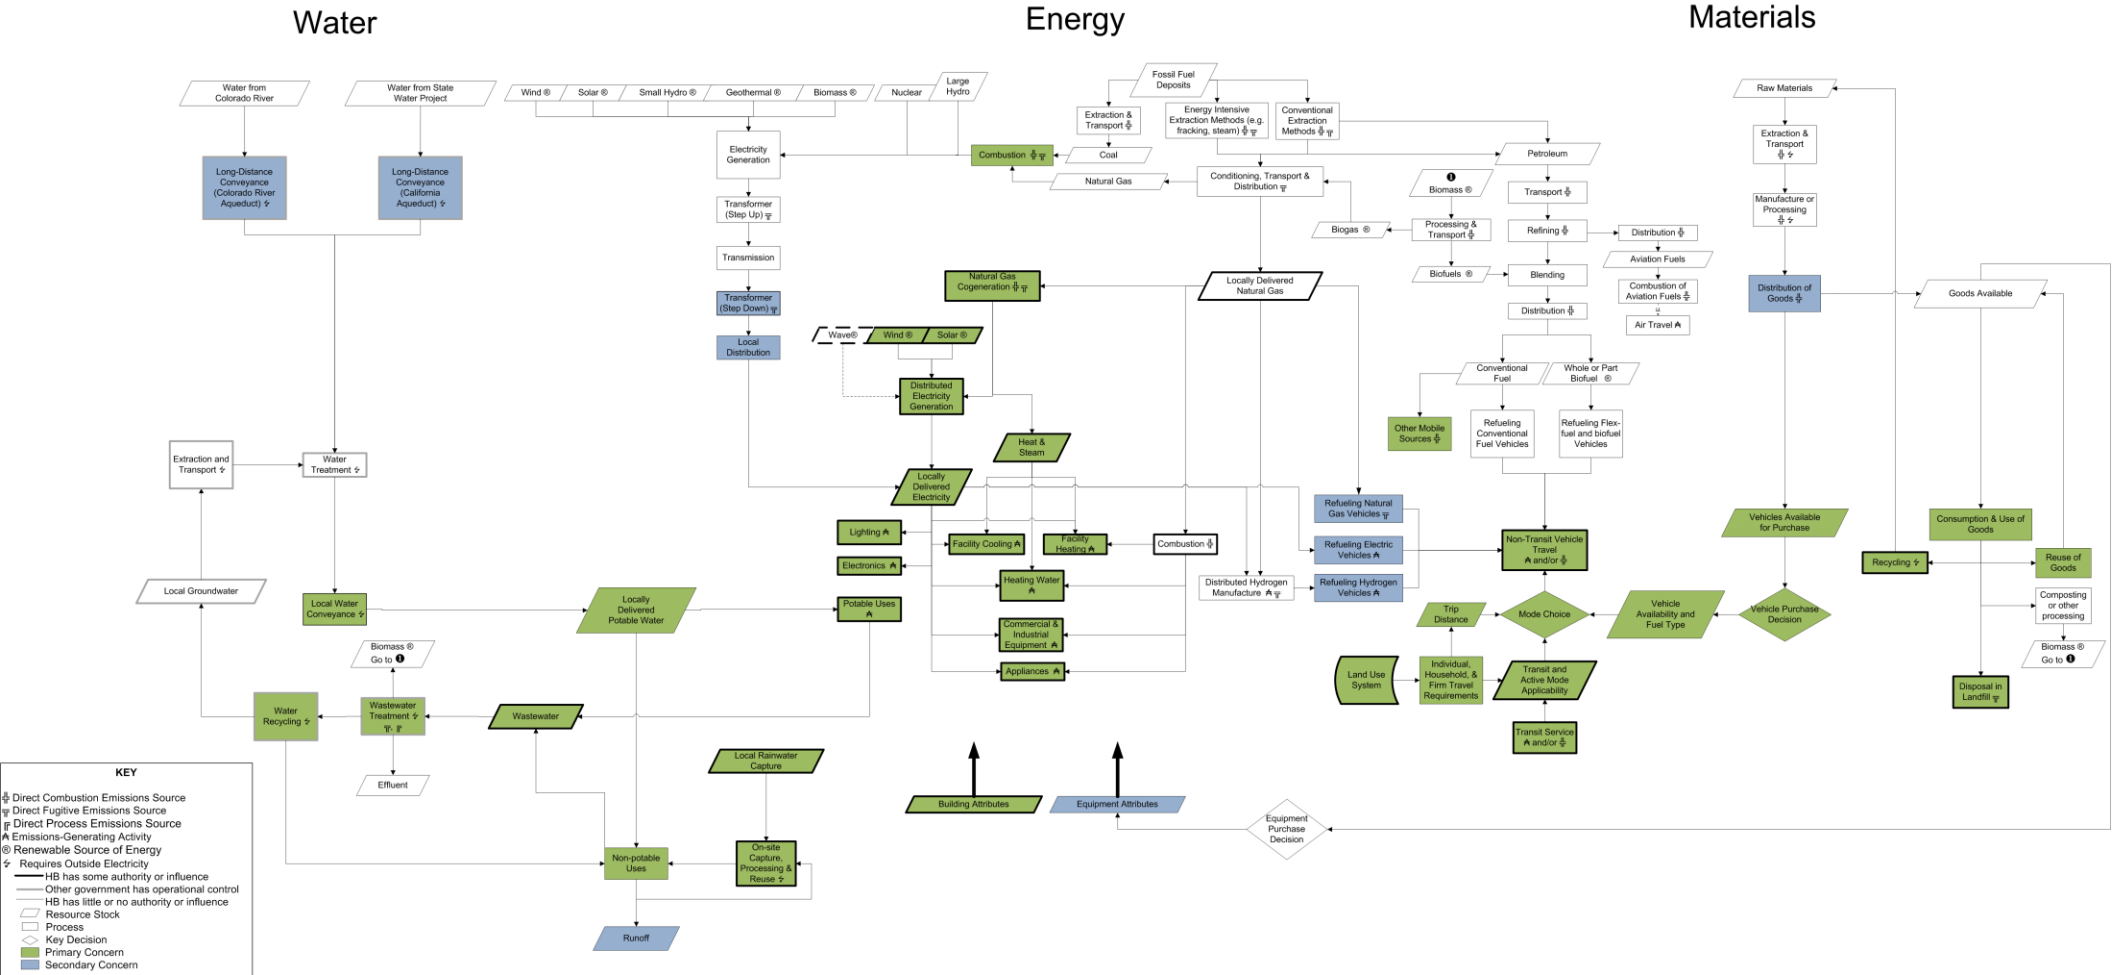 Water
Energy
Materials
Water from
Colorado River
Water from State
Water Project
Long-Distance
Conveyance
(Colorado River
Aqueduct)
Long-Distance
Conveyance
(California
Aqueduct)
Extraction and
Transport
Water
Treatment
Local Groundwater
Local Water
Conveyance
Locally
Delivered
Potable Water
Potable Uses
Biomass ®
Go to ❶
Water
Recycling
Wastewater
Treatment
Wastewater
Effluent
Local Rainwater
Capture
Non-potable
Uses
On-site
Capture,
Processing &
Reuse
Runoff
Wind ®
Solar ®
Small Hydro ®
Geothermal ®
Biomass ®
Nuclear
Large
Hydro
Electricity
Generation
Transformer
(Step Up)
Transmission
Transformer
(Step Down)
Local
Distribution
Fossil Fuel
Deposits
Extraction &
Transport
Energy Intensive
Extraction Methods (e.g.
fracking, steam)
Conventional
Extraction
Methods
Combustion
Coal
Natural Gas
Conditioning, Transport &
Distribution
Petroleum
❶
Biomass ®
Transport
Biogas ®
Processing &
Transport
Refining
Distribution
Aviation Fuels
Biofuels ®
Blending
Combustion of
Aviation Fuels
Distribution
Air Travel
Natural Gas
Cogeneration
Locally Delivered
Natural Gas
Wave®
Wind ®
Solar ®
Distributed
Electricity
Generation
Heat &
Steam
Locally
Delivered
Electricity
Lighting
Facility Cooling
Facility
Heating
Combustion
Electronics
Heating Water
Commercial &
Industrial
Equipment
Appliances
Distributed Hydrogen
Manufacture
Conventional
Fuel
Whole or Part
Biofuel ®
Other Mobile
Sources
Refueling
Conventional
Fuel Vehicles
Refueling Flex-
fuel and biofuel
Vehicles
Refueling Natural
Gas Vehicles
Refueling Electric
Vehicles
Refueling Hydrogen
Vehicles
Non-Transit Vehicle
Travel
and/or
Trip
Distance
Mode Choice
Vehicle
Availability and
Fuel Type
Vehicle Purchase
Decision
Land Use
System
Individual,
Household, &
Firm Travel
Requirements
Transit and
Active Mode
Applicability
Transit Service
and/or
Building Attributes
Equipment Attributes
Equipment
Purchase
Decision
Raw Materials
Extraction &
Transport
Manufacture or
Processing
Distribution of
Goods
Goods Available
Vehicles Available
for Purchase
Consumption & Use of
Goods
Recycling
Reuse of
Goods
Composting
or other
processing
Biomass ®
Go to ❶
Disposal in
Landfill
KEY
Direct Combustion Emissions Source
Direct Fugitive Emissions Source
Direct Process Emissions Source
Emissions-Generating Activity
® Renewable Source of Energy
Requires Outside Electricity
HB has some authority or influence
Other government has operational control
HB has little or no authority or influence
Resource Stock
Process
Key Decision
Primary Concern
Secondary Concern